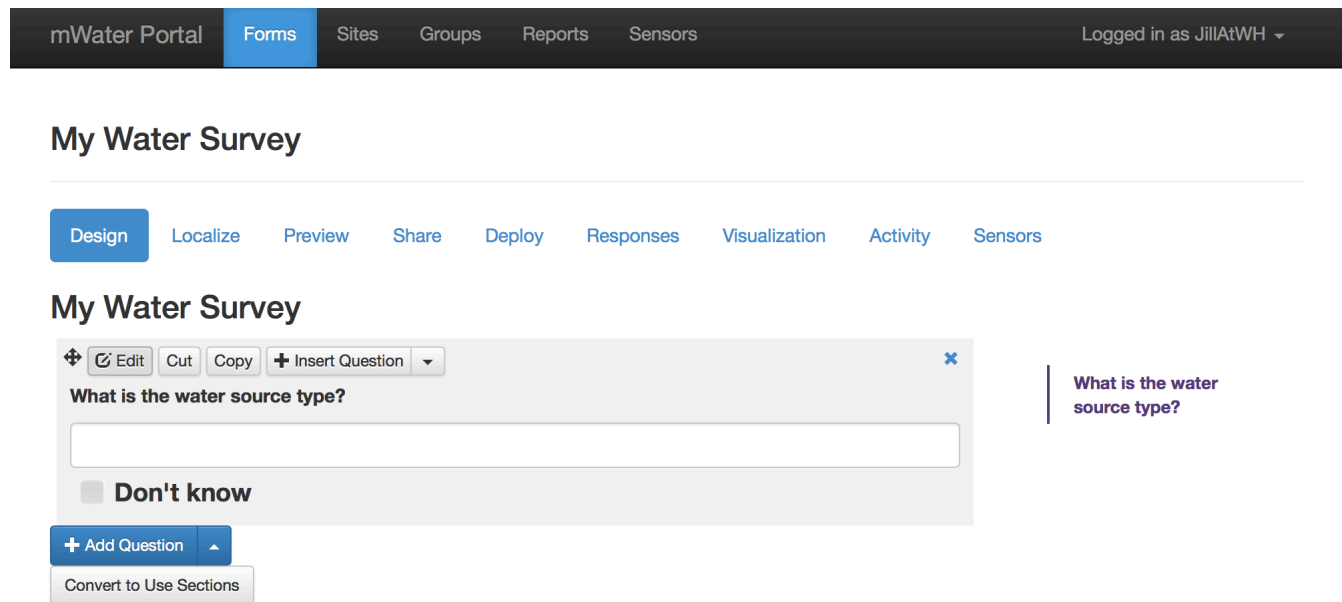 mWater Portal Forms Sites Groups Reports Sensors Logged in as JillAtWH
My Water Survey
Design Localize Preview Share Deploy Responses Visualization Activity Sensors
My Water Survey
Edit Cut Copy Insert Question
What is the water source type?
Don't know
Add Question
Convert to Use Sections
What is the water
source type?